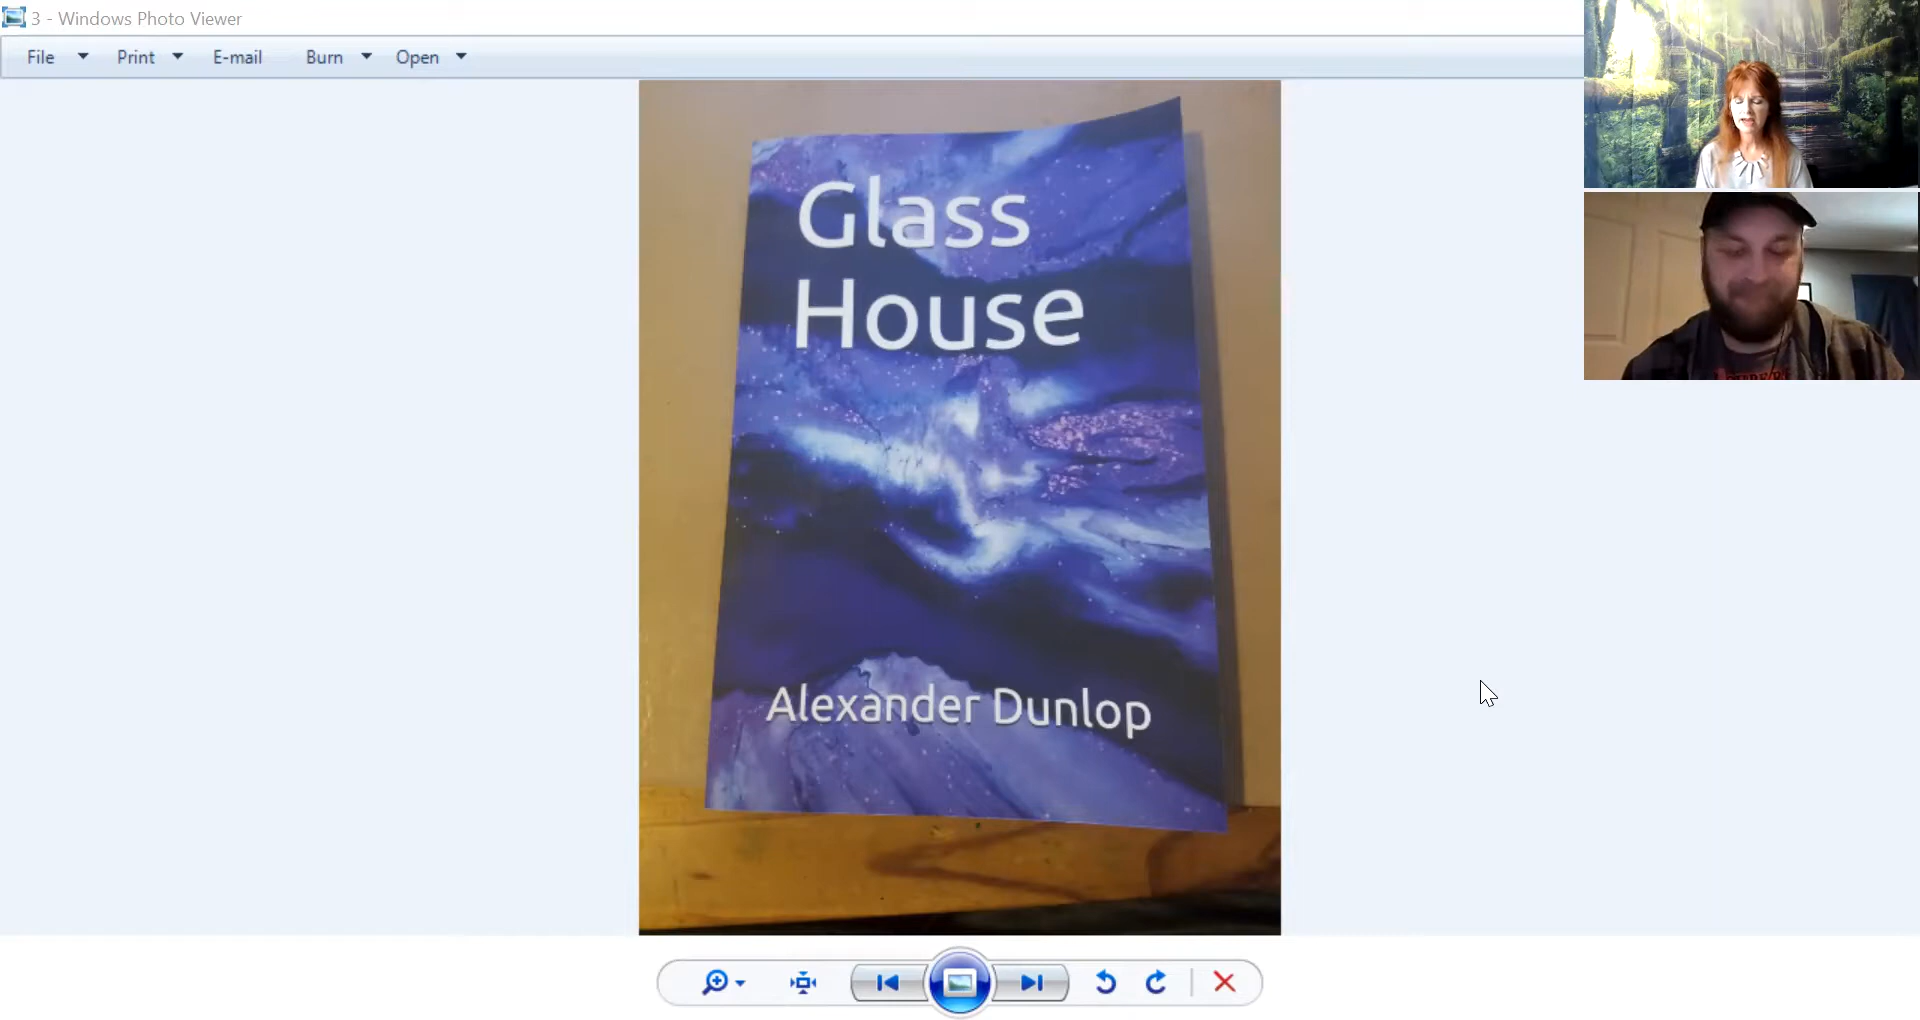 3 - Windows Photo Viewer
File Print E-mail Burn Open
Glass
House
Alexander Dunlop